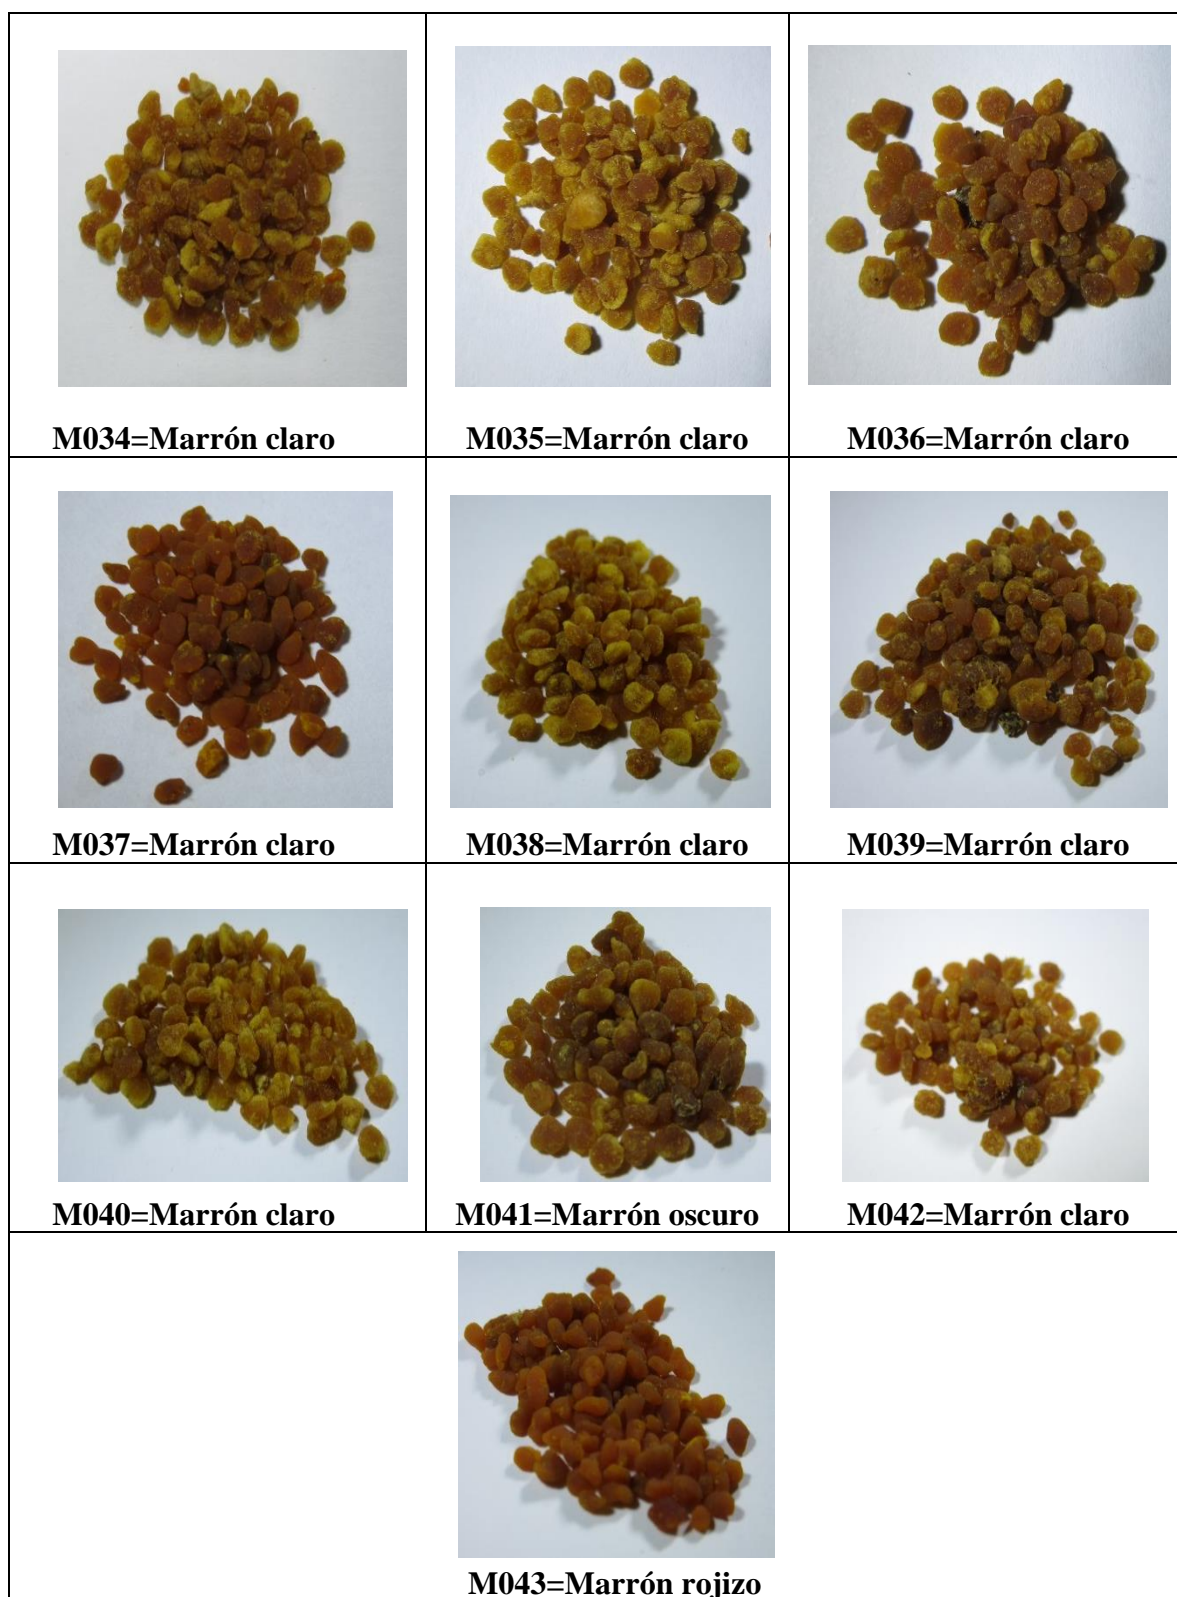 M034=Marrón claro
M035=Marrón claro
M036=Marrón claro
M037=Marrón claro
M038=Marrón claro
M039=Marrón claro
M040=Marrón claro
M041=Marrón oscuro
M042=Marrón claro
M043=Marrón rojizo